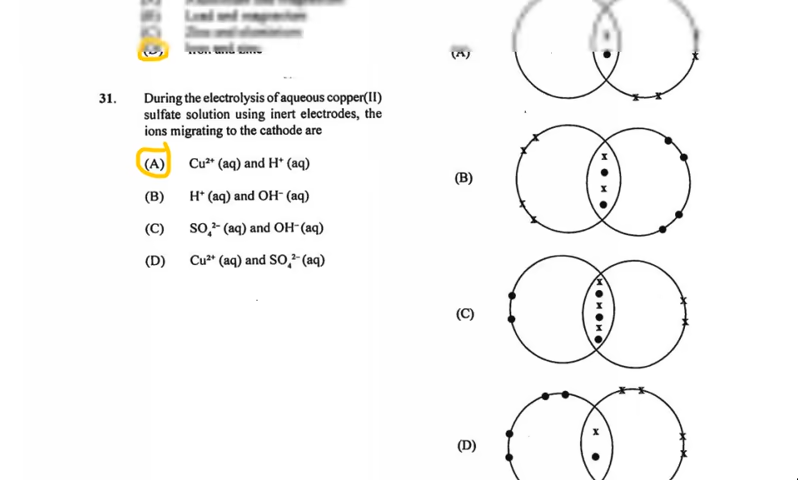 31. During the electrolysis of aqueous copper(II)
sulfate solution using inert electrodes, the
ions migrating to the cathode are
(A) Cu²⁺ (aq) and H⁺ (aq)
(B) H⁺ (aq) and OH⁻ (aq)
(C) SO₄²⁻ (aq) and OH⁻(aq)
(D) Cu²⁺ (aq) and SO₄²⁻ (aq)
(A)
(B)
(C)
(D)